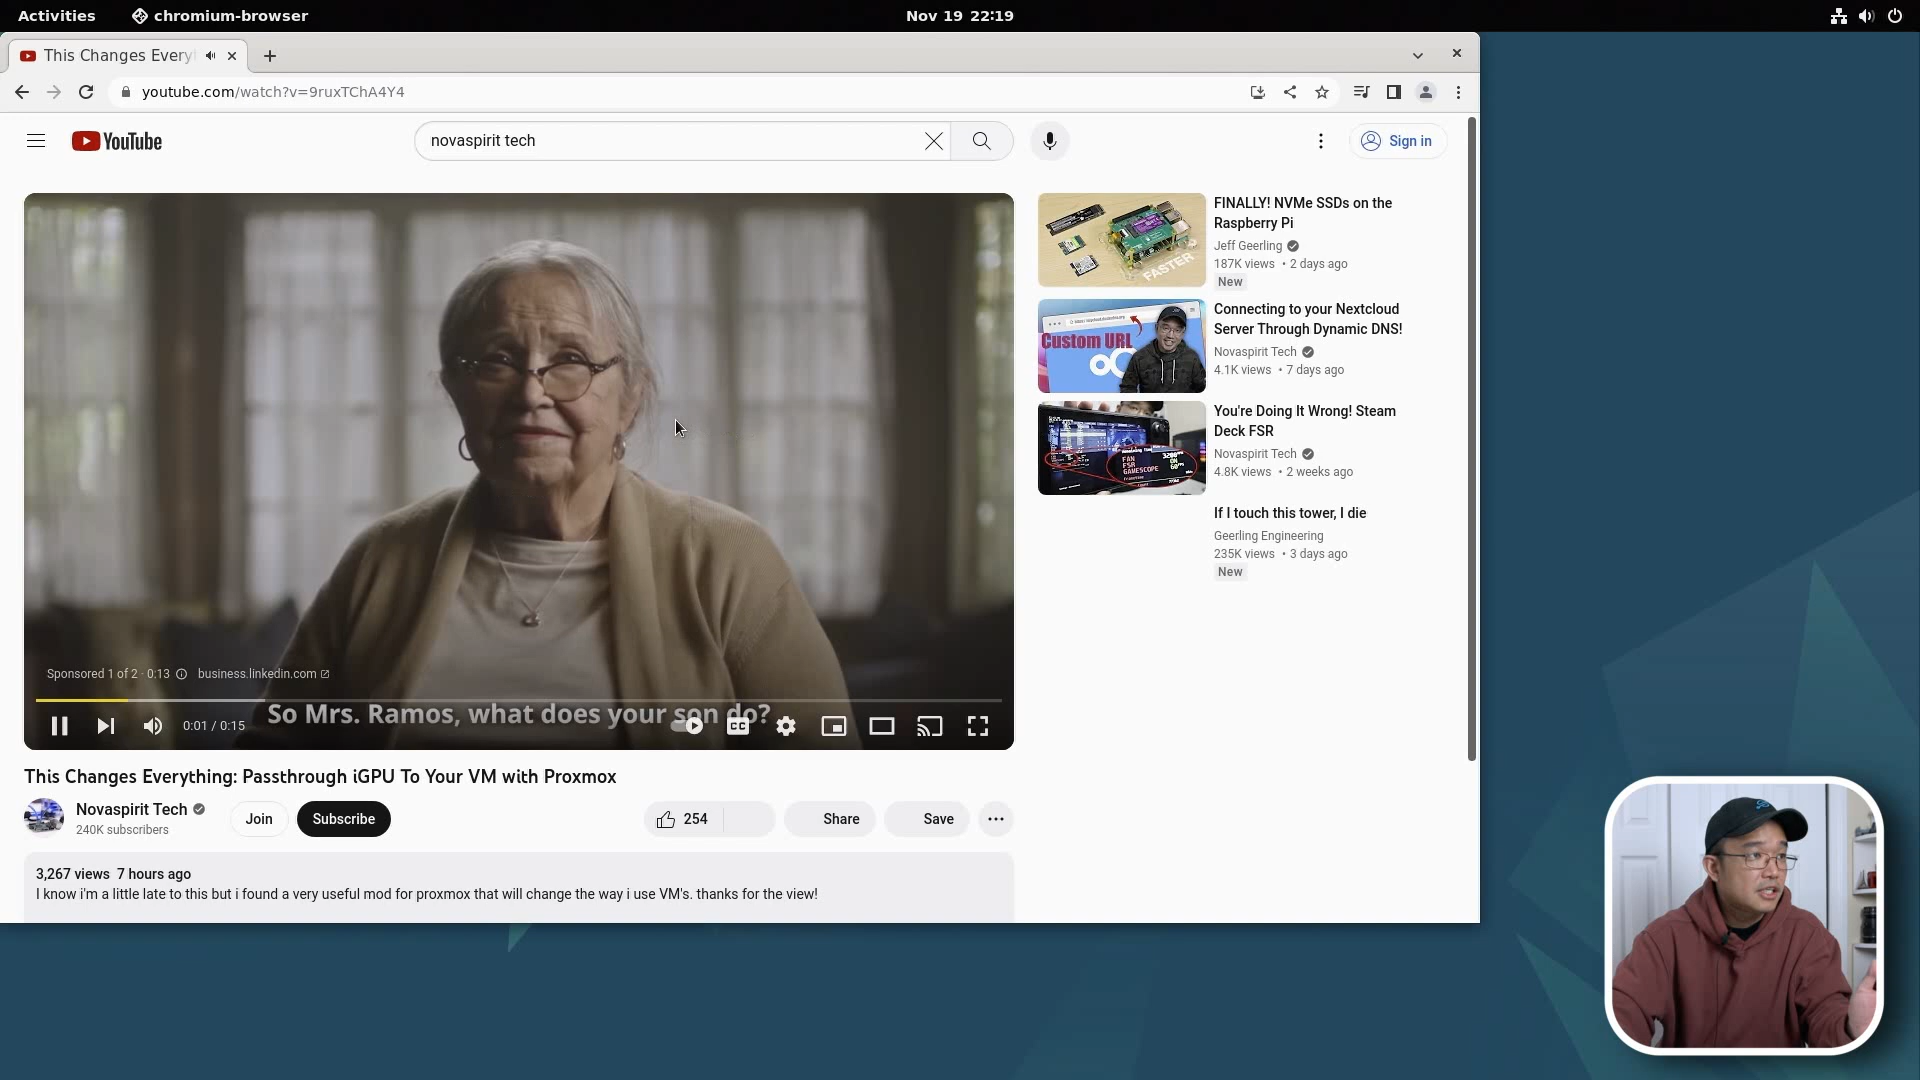 Activities
chromium-browser
Nov 19 22:19
This Changes Every
youtube.com/watch?v=9ruxTChA4Y4
YouTube
novaspirit tech
Sign in
Sponsored 1 of 2 · 0:13
business.linkedin.com
So Mrs. Ramos, what does your son do?
0:01 / 0:15
CC
This Changes Everything: Passthrough iGPU To Your VM with Proxmox
Novaspirit Tech
240K subscribers
Join
Subscribe
254
Share
Save
3,267 views 7 hours ago
I know i'm a little late to this but i found a very useful mod for proxmox that will change the way i use VM's. thanks for the view!
FASTER
FINALLY! NVMe SSDs on the
Raspberry Pi
Jeff Geerling
187K views • 2 days ago
New
Custom URL
Connecting to your Nextcloud
Server Through Dynamic DNS!
Novaspirit Tech
4.1K views • 7 days ago
FAN
FSR
GAMESCOPE
You're Doing It Wrong! Steam
Deck FSR
Novaspirit Tech
4.8K views • 2 weeks ago
If I touch this tower, I die
Geerling Engineering
235K views • 3 days ago
New